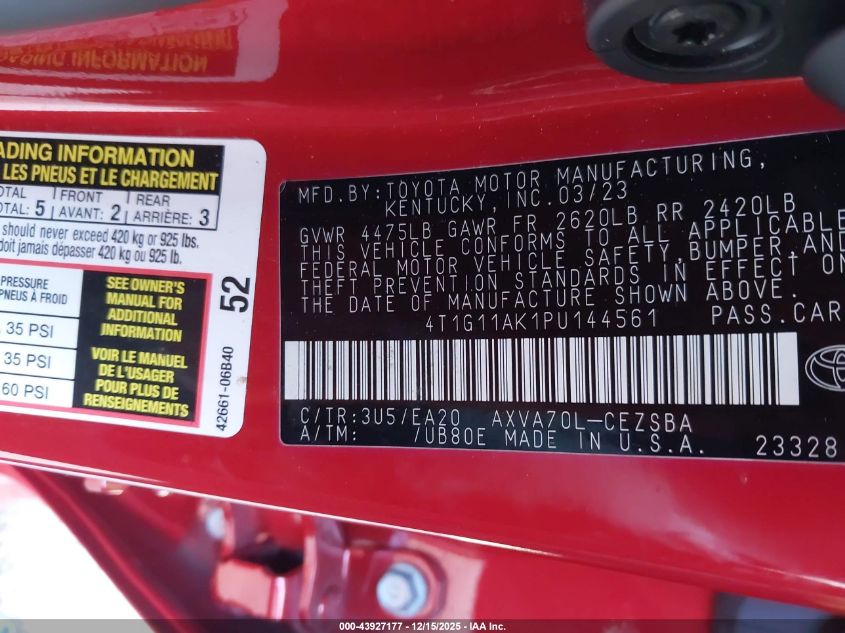 ADING INFORMATION
LES PNEUS ET LE CHARGEMENT
OTAL FRONT REAR
OTAL: 5 AVANT: 2 ARRIÈRE: 3
should never exceed 420 kg or 925 lbs.
doit jamais dépasser 420 kg ou 925 lb.
PRESSURE
PNEUS À FROID
35 PSI
35 PSI
60 PSI
SEE OWNER'S
MANUAL FOR
ADDITIONAL
INFORMATION
VOIR LE MANUEL
DE L'USAGER
POUR PLUS DE
RENSEIGNEMENTS
52
42661-06B40
MFD.BY:TOYOTA MOTOR MANUFACTURING,
KENTUCKY, INC.03/23
GVWR 4475LB GAWR FR 2620LB RR 2420LB
THIS VEHICLE CONFORMS TO ALL APPLICABLE
FEDERAL MOTOR VEHICLE SAFETY,BUMPER,AND
THEFT PREVENTION STANDARDS IN EFFECT ON
THE DATE OF MANUFACTURE SHOWN ABOVE.
4T1G11AK1PU144561 PASS.CAR
C/TR:3U5/EA20 AXVA70L-CEZSBA
A/TM: /UB80E MADE IN U.S.A.
23328
000-43927177 - 12/15/2025 - IAA Inc.